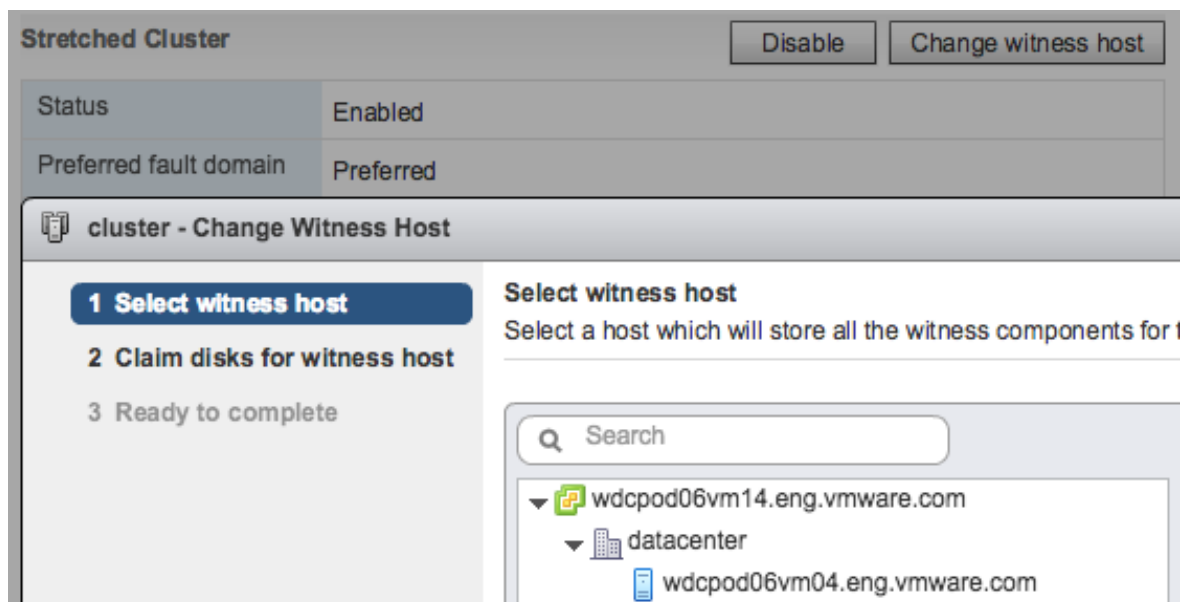 Stretched Cluster
Disable
Change witness host
Status
Enabled
Preferred fault domain
Preferred
cluster - Change Witness Host
1 Select witness host
2 Claim disks for witness host
3 Ready to complete
Select witness host
Select a host which will store all the witness components for
Search
wdcpod06vm14.eng.vmware.com
datacenter
wdcpod06vm04.eng.vmware.com